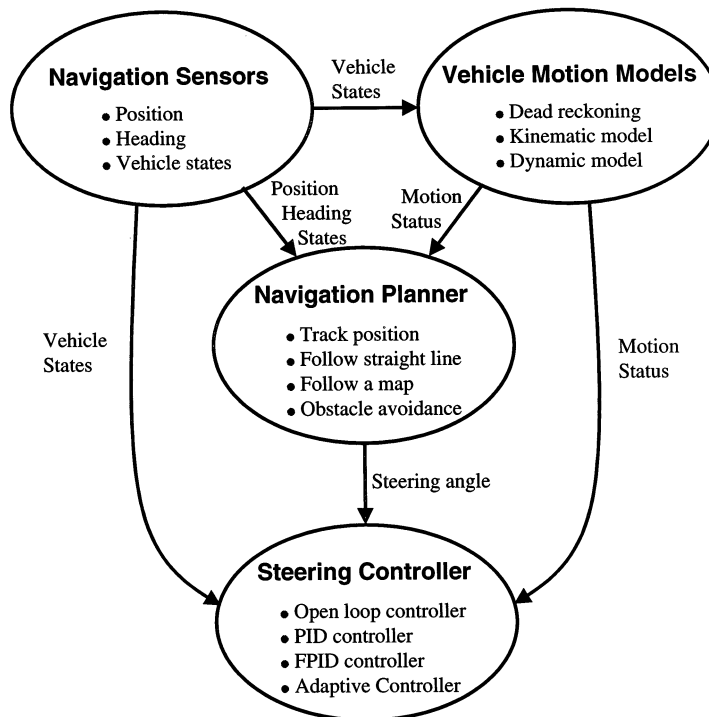 Navigation Sensors
• Position
• Heading
• Vehicle states
Vehicle
States
Vehicle Motion Models
• Dead reckoning
• Kinematic model
• Dynamic model
Position
Heading
States
Motion
Status
Navigation Planner
• Track position
• Follow straight line
• Follow a map
• Obstacle avoidance
Vehicle
States
Motion
Status
Steering angle
Steering Controller
• Open loop controller
• PID controller
• FPID controller
• Adaptive Controller